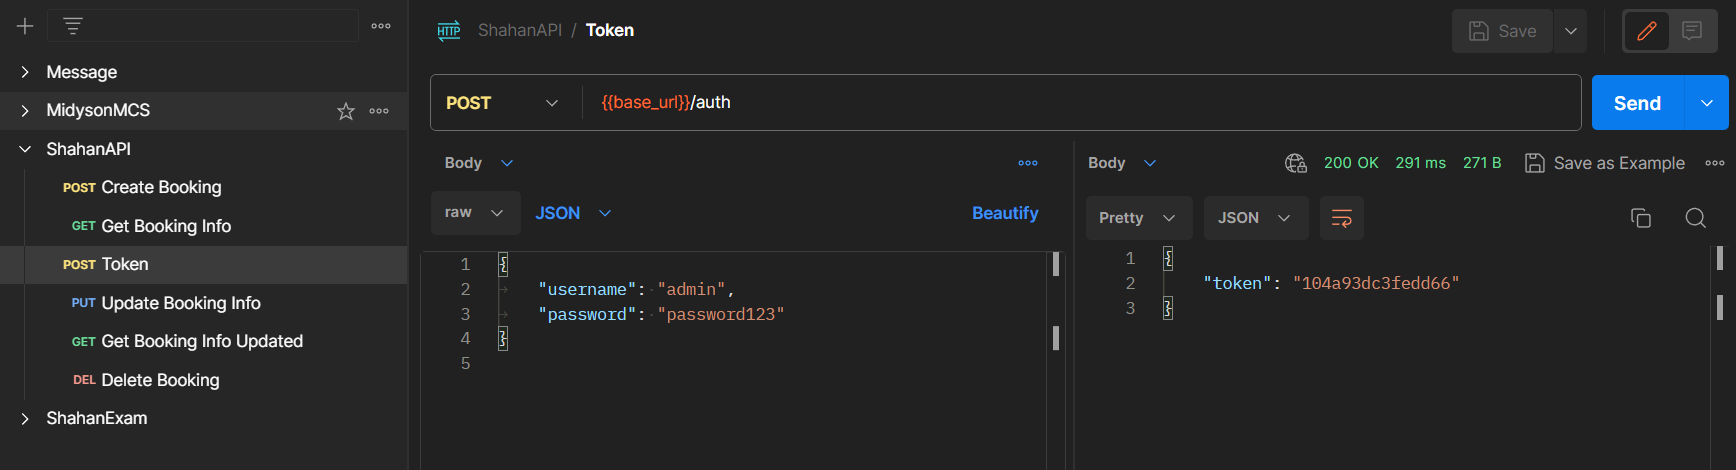 HTTP ShahanAPI / Token
Save
Message
MidysonMCS
ShahanAPI
POST Create Booking
GET Get Booking Info
POST Token
PUT Update Booking Info
GET Get Booking Info Updated
DEL Delete Booking
ShahanExam
POST {{base_url}}/auth
Send
Body
raw JSON Beautify
1 {
2 "username": "admin",
3 "password": "password123"
4 }
5
Body 200 OK 291 ms 271 B Save as Example
Pretty JSON
1 {
2 "token": "104a93dc3fedd66"
3 }